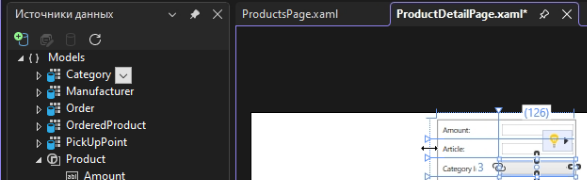 Источники данных
ProductsPage.xaml
ProductDetailPage.xaml*
{ } Models
Category
Manufacturer
Order
OrderedProduct
PickUpPoint
Product
Amount
(126)
Amount:
Article:
Category I
3